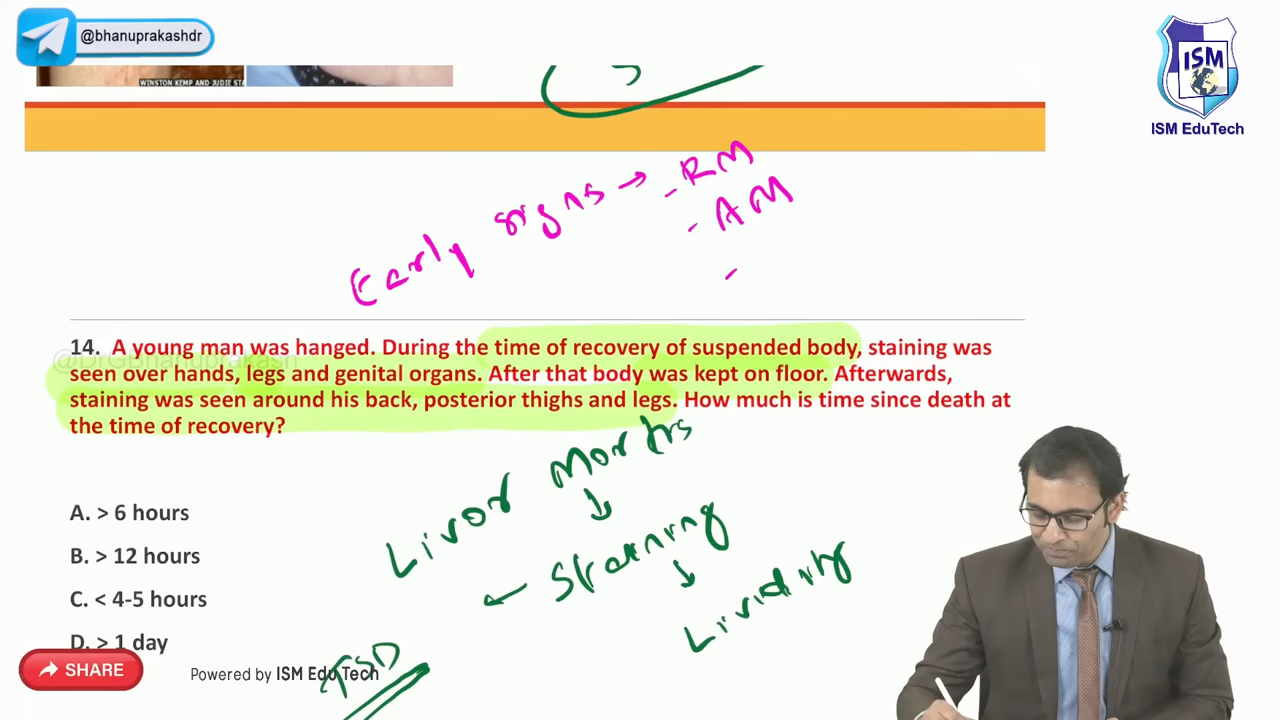 @bhanuprakashdr
ISM
ISM EduTech
WINSTON KEMP AND JUDIE STA
Early signs → - RM
- AM
-
@DrGBhanuprakash
14. A young man was hanged. During the time of recovery of suspended body, staining was
seen over hands, legs and genital organs. After that body was kept on floor. Afterwards,
staining was seen around his back, posterior thighs and legs. How much is time since death at
the time of recovery?
Livor Mortis
A. > 6 hours
B. > 12 hours
← Staining
C. < 4-5 hours
Lividity
D. > 1 day
TSD
SHARE
Powered by ISM EduTech